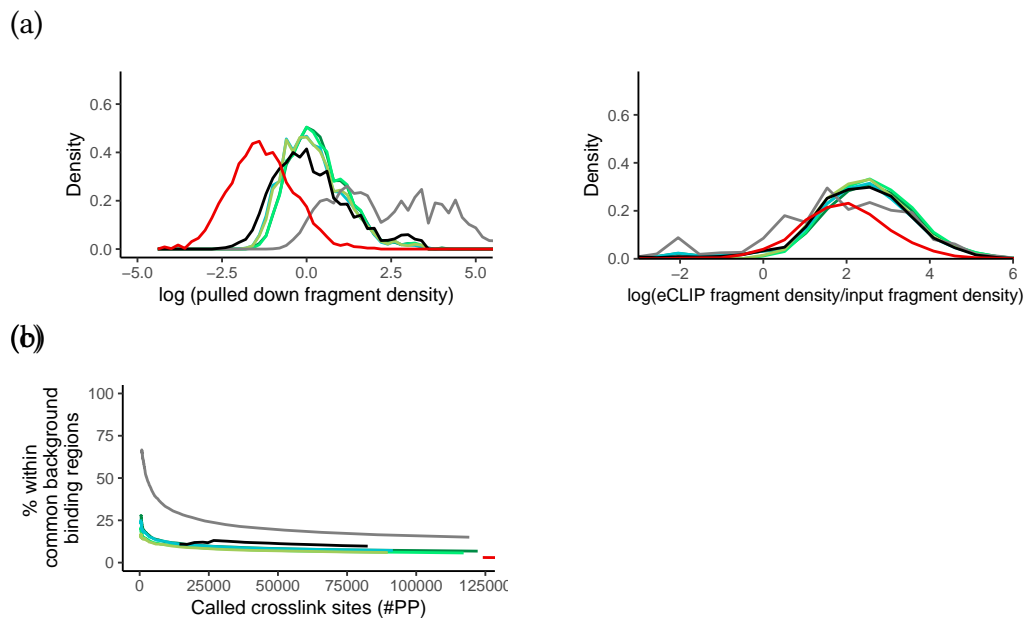 (a)
0.6
0.4
0.2
0.0
Density
−5.0 −2.5 0.0 2.5 5.0
log (pulled down fragment density)
0.6
0.4
0.2
0.0
Density
−2 0 2 4 6
log(eCLIP fragment density/input fragment density)
(b)
100
75
50
25
0
% within
common background
binding regions
0 25000 50000 75000 100000 125000
Called crosslink sites (#PP)